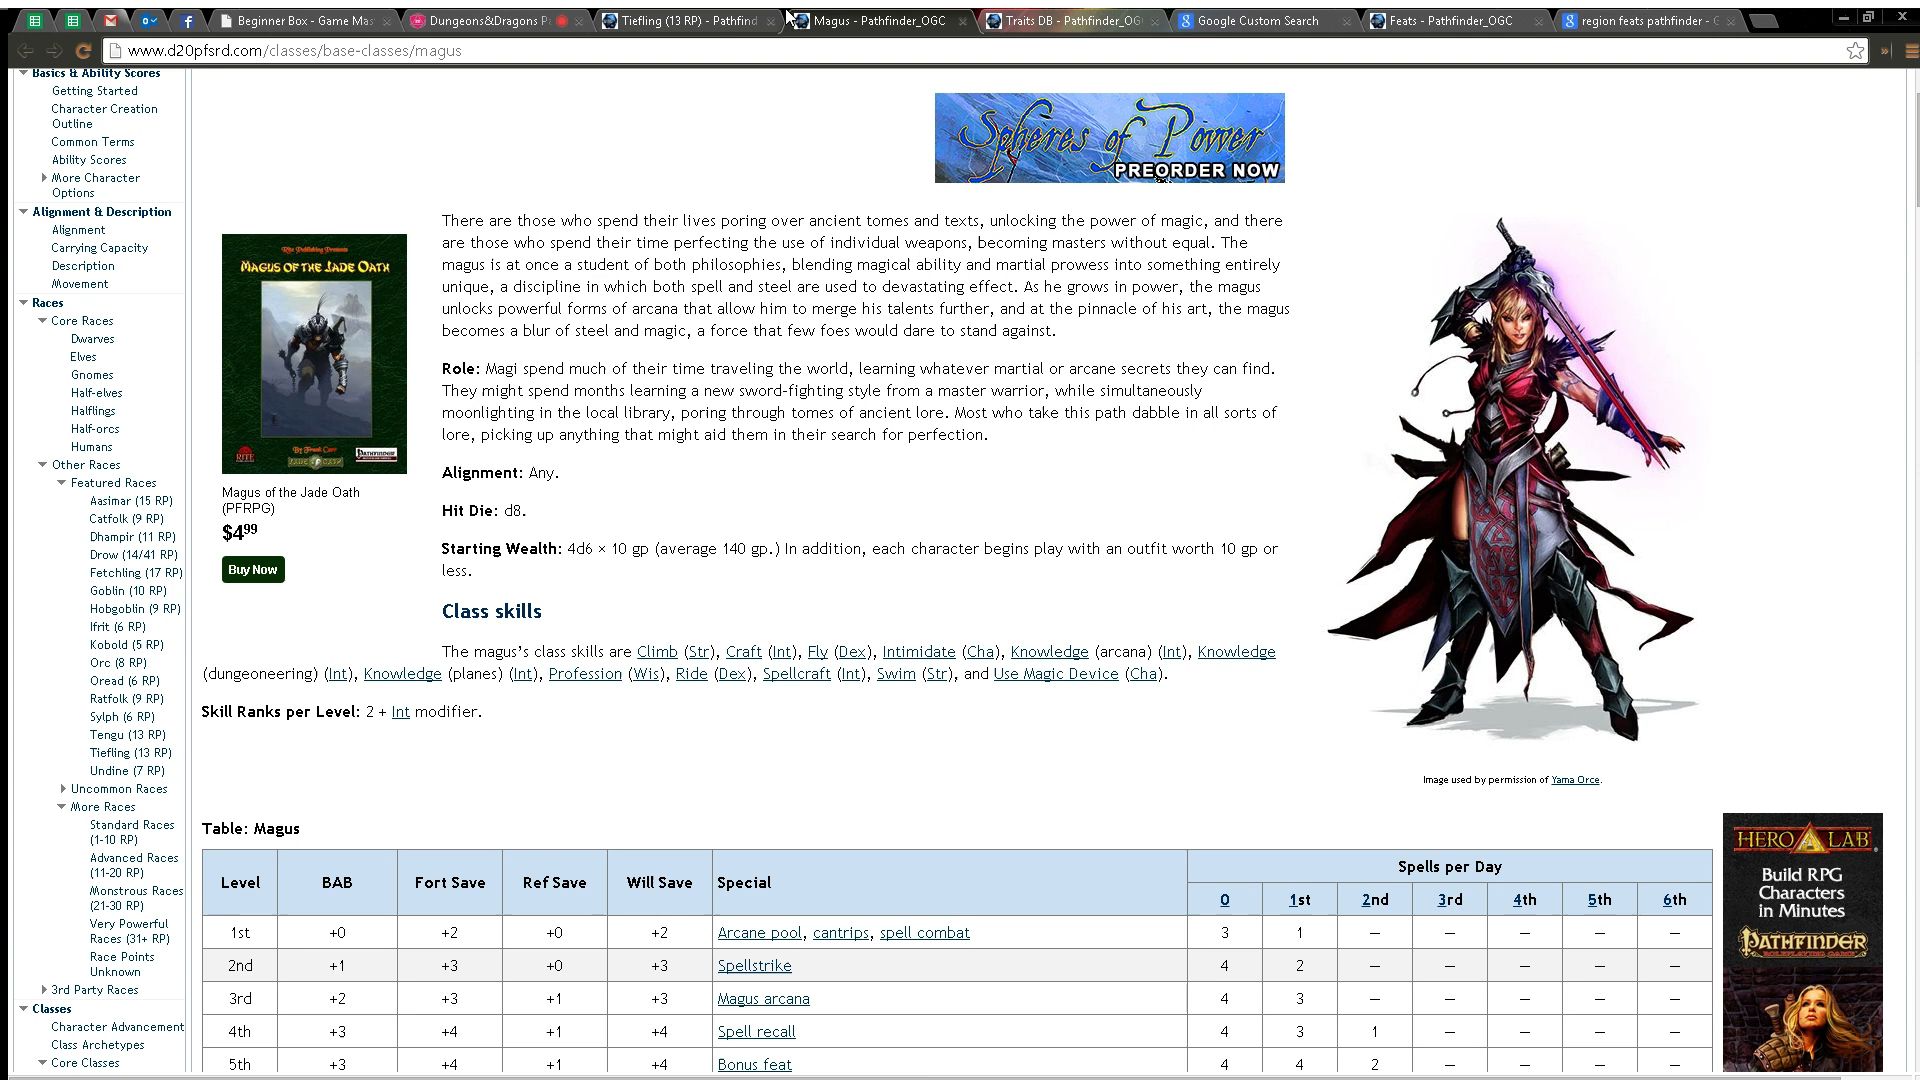 Beginner Box - Game Mas
Dungeons&Dragons Pa
Tiefling (13 RP) - Pathfind
Magus - Pathfinder_OGC
Traits DB - Pathfinder_OG
Google Custom Search
Feats - Pathfinder_OGC
region feats pathfinder - G
www.d20pfsrd.com/classes/base-classes/magus
Basics & Ability Scores
Getting Started
Character Creation
Outline
Common Terms
Ability Scores
More Character
Options
Alignment & Description
Alignment
Carrying Capacity
Description
Movement
Races
Core Races
Dwarves
Elves
Gnomes
Half-elves
Halflings
Half-orcs
Humans
Other Races
Featured Races
Aasimar (15 RP)
Catfolk (9 RP)
Dhampir (11 RP)
Drow (14/41 RP)
Fetchling (17 RP)
Goblin (10 RP)
Hobgoblin (9 RP)
Ifrit (6 RP)
Kobold (5 RP)
Orc (8 RP)
Oread (6 RP)
Ratfolk (9 RP)
Sylph (6 RP)
Tengu (13 RP)
Tiefling (13 RP)
Undine (7 RP)
Uncommon Races
More Races
Standard Races
(1-10 RP)
Advanced Races
(11-20 RP)
Monstrous Races
(21-30 RP)
Very Powerful
Races (31+ RP)
Race Points
Unknown
3rd Party Races
Classes
Character Advancement
Class Archetypes
Core Classes
Spheres of Power
PREORDER NOW
Rite Publishing Presents
MAGUS OF THE JADE OATH
RITE
By Frank Carr
JADE OATH
PATHFINDER
Magus of the Jade Oath
(PFRPG)
$4.99
Buy Now
There are those who spend their lives poring over ancient tomes and texts, unlocking the power of magic, and there
are those who spend their time perfecting the use of individual weapons, becoming masters without equal. The
magus is at once a student of both philosophies, blending magical ability and martial prowess into something entirely
unique, a discipline in which both spell and steel are used to devastating effect. As he grows in power, the magus
unlocks powerful forms of arcana that allow him to merge his talents further, and at the pinnacle of his art, the magus
becomes a blur of steel and magic, a force that few foes would dare to stand against.
Role: Magi spend much of their time traveling the world, learning whatever martial or arcane secrets they can find.
They might spend months learning a new sword-fighting style from a master warrior, while simultaneously
moonlighting in the local library, poring through tomes of ancient lore. Most who take this path dabble in all sorts of
lore, picking up anything that might aid them in their search for perfection.
Alignment: Any.
Hit Die: d8.
Starting Wealth: 4d6 × 10 gp (average 140 gp.) In addition, each character begins play with an outfit worth 10 gp or
less.
Class skills
The magus's class skills are Climb (Str), Craft (Int), Fly (Dex), Intimidate (Cha), Knowledge (arcana) (Int), Knowledge
(dungeoneering) (Int), Knowledge (planes) (Int), Profession (Wis), Ride (Dex), Spellcraft (Int), Swim (Str), and Use Magic Device (Cha).
Skill Ranks per Level: 2 + Int modifier.
Image used by permission of Yama Orce.
Table: Magus
Level BAB Fort Save Ref Save Will Save Special Spells per Day
0 1st 2nd 3rd 4th 5th 6th
1st +0 +2 +0 +2 Arcane pool, cantrips, spell combat 3 1 — — — — —
2nd +1 +3 +0 +3 Spellstrike 4 2 — — — — —
3rd +2 +3 +1 +3 Magus arcana 4 3 — — — — —
4th +3 +4 +1 +4 Spell recall 4 3 1 — — — —
5th +3 +4 +1 +4 Bonus feat 4 4 2 — — — —
HERO LAB
Build RPG
Characters
in Minutes
PATHFINDER
ROLEPLAYING GAME